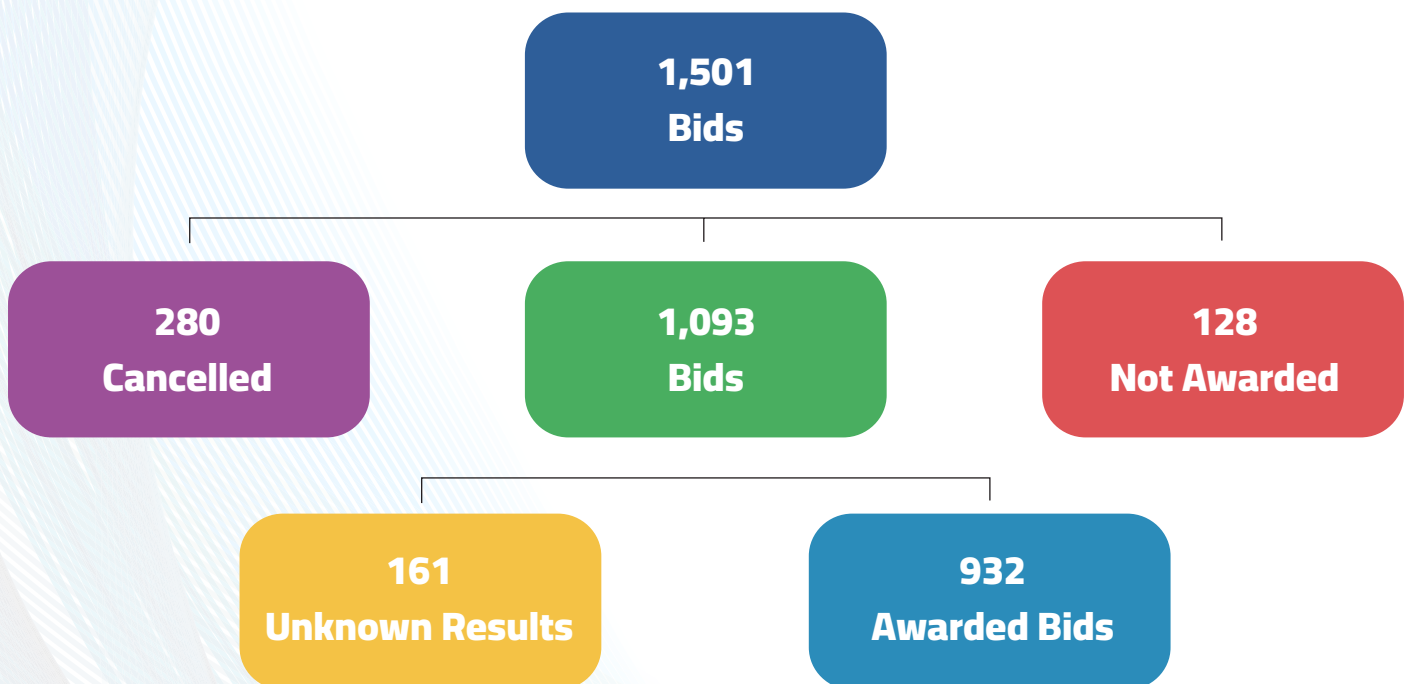 1,501
Bids
280
Cancelled
1,093
Bids
128
Not Awarded
161
Unknown Results
932
Awarded Bids